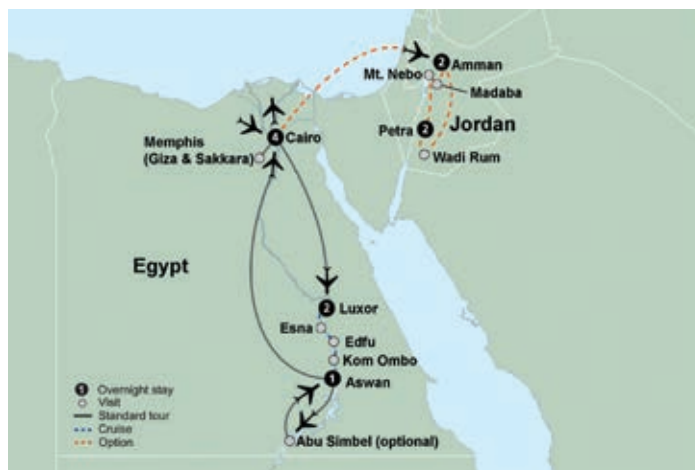 2 Amman
Mt. Nebo
Madaba
Petra 2 Jordan
Wadi Rum
4 Cairo
Memphis
(Giza & Sakkara)
Egypt
2 Luxor
Esna
Edfu
Kom Ombo
1
Aswan
Abu Simbel (optional)
1 Overnight stay
Visit
Standard tour
Cruise
Option